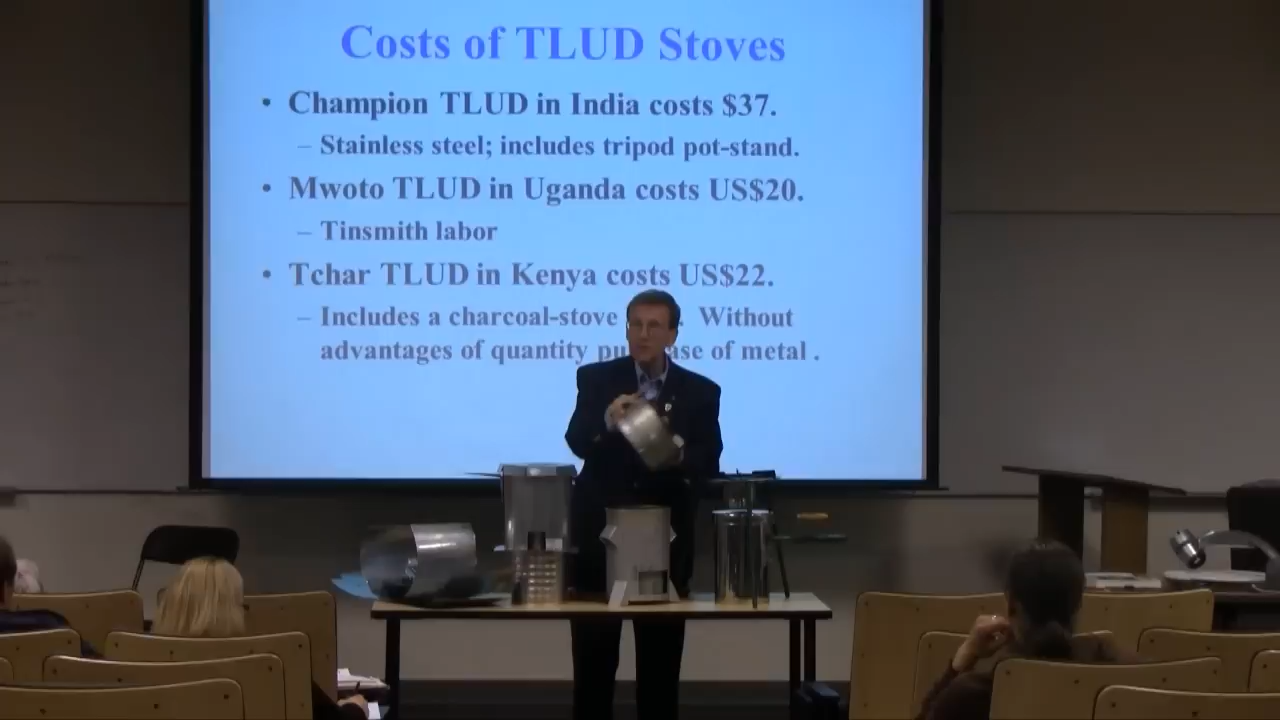 Costs of TLUD Stoves
• Champion TLUD in India costs $37.
– Stainless steel; includes tripod pot-stand.
• Mwoto TLUD in Uganda costs US$20.
– Tinsmith labor
• Tchar TLUD in Kenya costs US$22.
– Includes a charcoal-stove Without
advantages of quantity of metal .